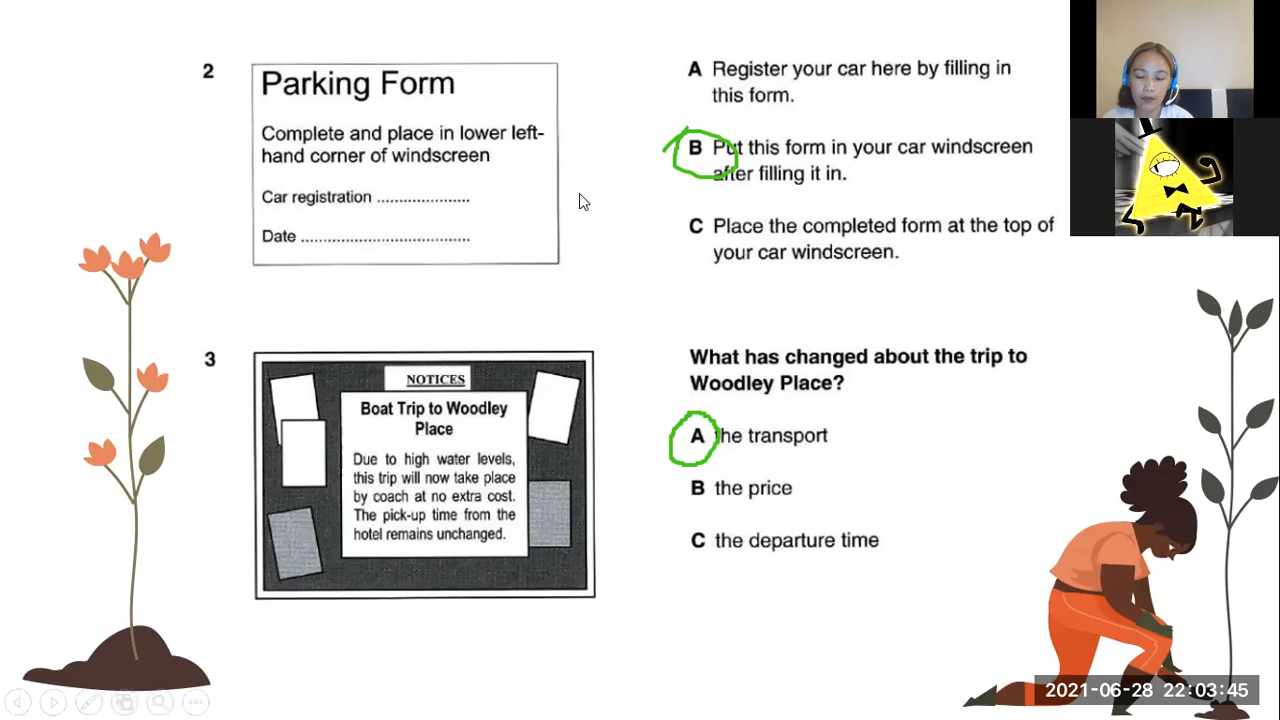 2
Parking Form
Complete and place in lower left-
hand corner of windscreen
Car registration .....................
Date ......................................
A Register your car here by filling in
this form.
B Put this form in your car windscreen
after filling it in.
C Place the completed form at the top of
your car windscreen.
3
NOTICES
Boat Trip to Woodley
Place
Due to high water levels,
this trip will now take place
by coach at no extra cost.
The pick-up time from the
hotel remains unchanged.
What has changed about the trip to
Woodley Place?
A the transport
B the price
C the departure time
2021-06-28 22:03:45